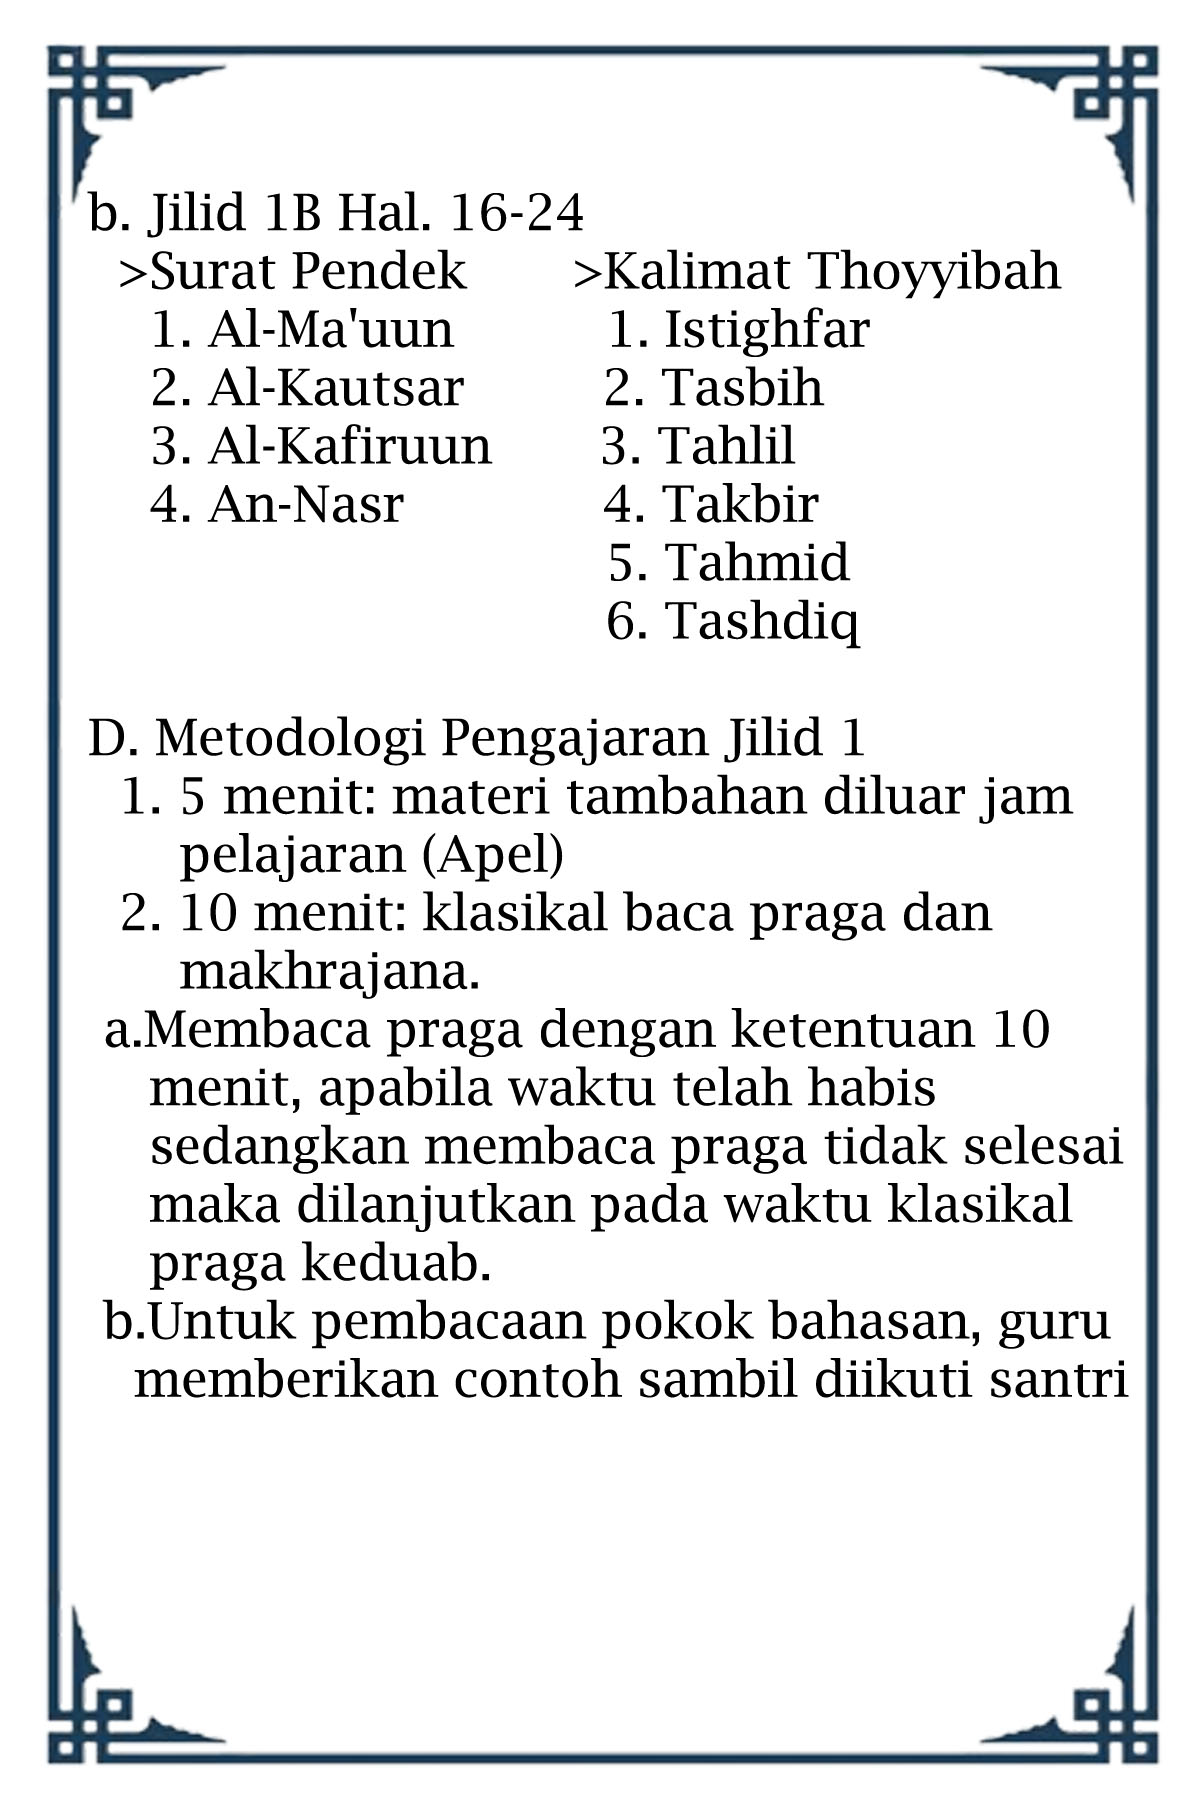 b. Jilid 1B Hal. 16-24
>Surat Pendek >Kalimat Thoyyibah
1. Al-Ma'uun 1. Istighfar
2. Al-Kautsar 2. Tasbih
3. Al-Kafiruun 3. Tahlil
4. An-Nasr 4. Takbir
5. Tahmid
6. Tashdiq
D. Metodologi Pengajaran Jilid 1
1. 5 menit: materi tambahan diluar jam
pelajaran (Apel)
2. 10 menit: klasikal baca praga dan
makhrajana.
a.Membaca praga dengan ketentuan 10
menit, apabila waktu telah habis
sedangkan membaca praga tidak selesai
maka dilanjutkan pada waktu klasikal
praga keduab.
b.Untuk pembacaan pokok bahasan, guru
memberikan contoh sambil diikuti santri